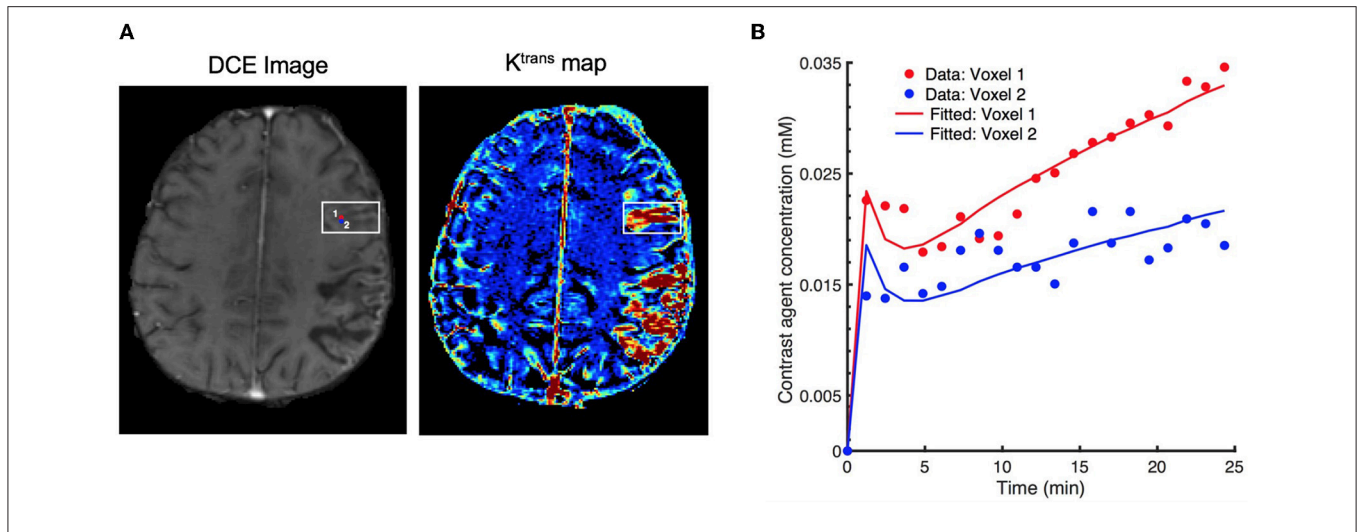 A
B
DCE Image
K^trans map
1
2
Data: Voxel 1
Data: Voxel 2
Fitted: Voxel 1
Fitted: Voxel 2
Contrast agent concentration (mM)
0.035
0.025
0.015
0.005
0
0 5 10 15 20 25
Time (min)